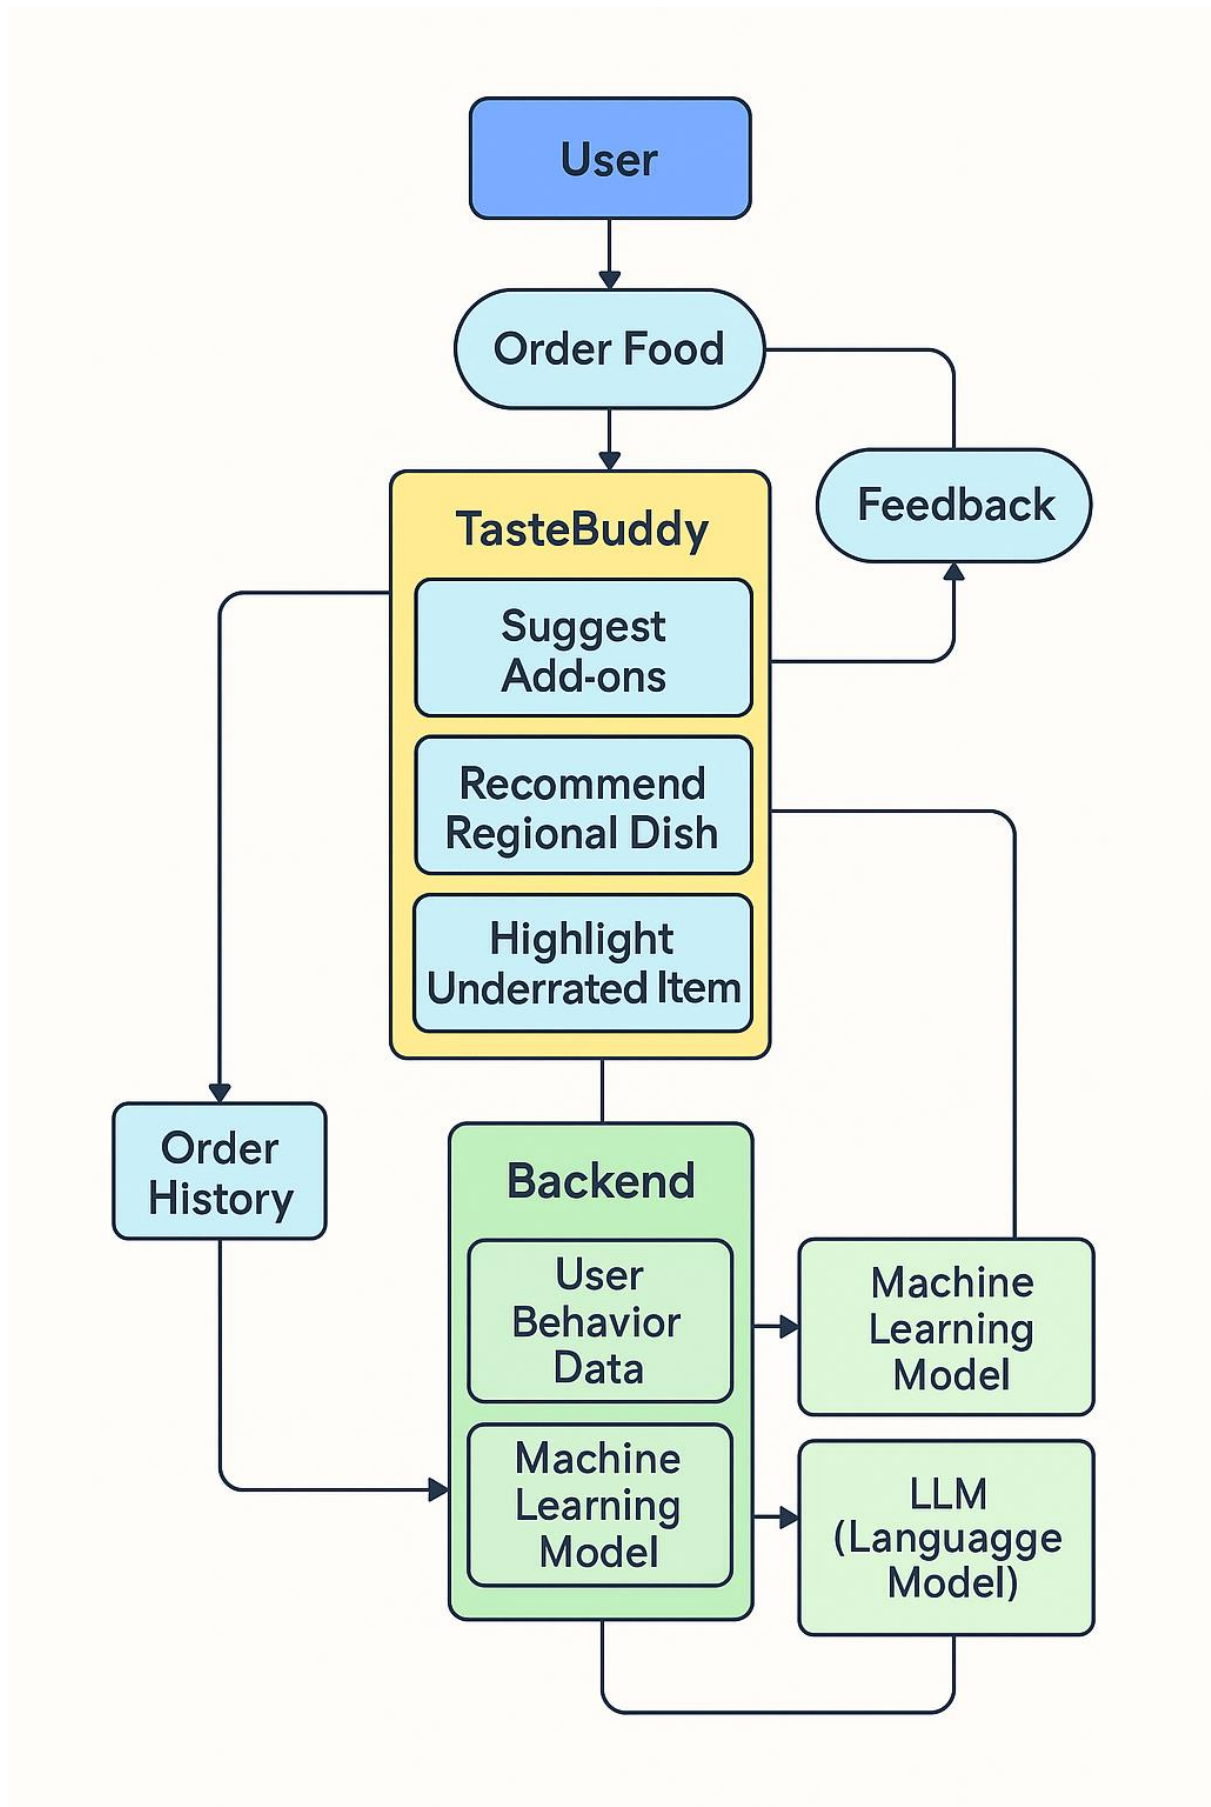 User
Order Food
Feedback
TasteBuddy
Suggest
Add-ons
Recommend
Regional Dish
Highlight
Underrated Item
Order
History
Backend
User
Behavior
Data
Machine
Learning
Model
Machine
Learning
Model
LLM
(Languagge
Model)